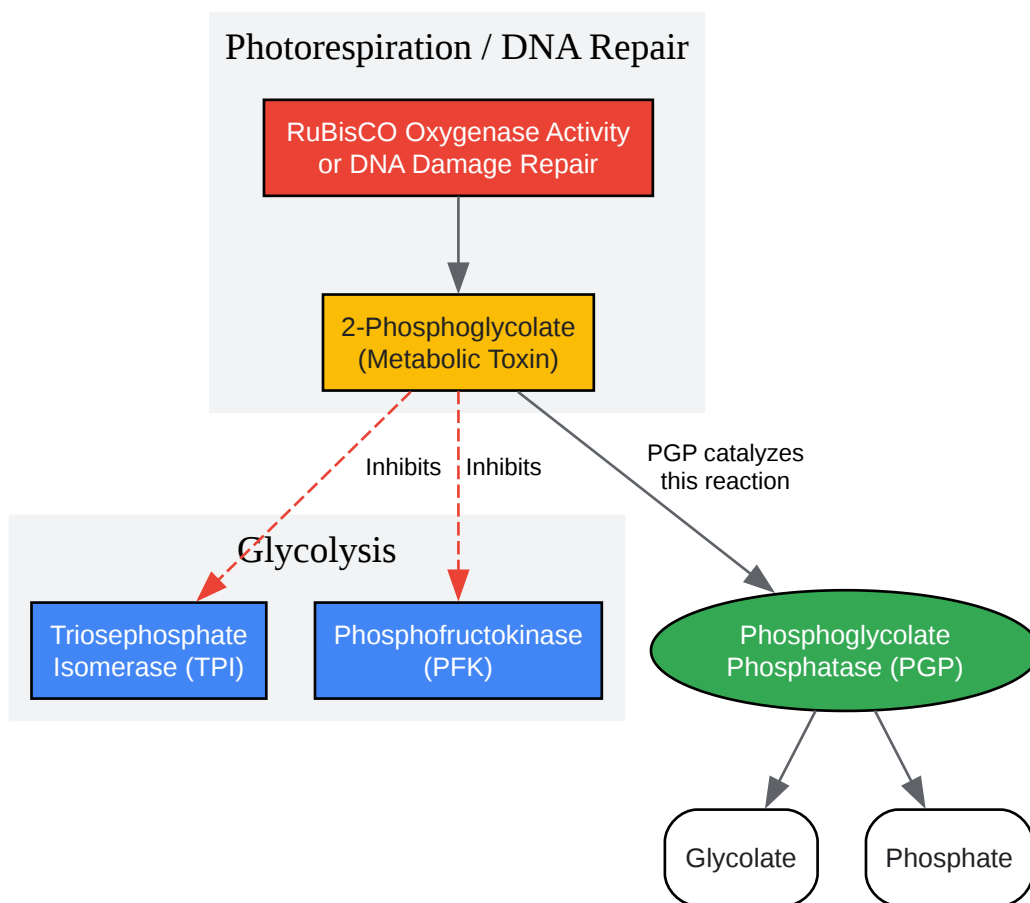 Photorespiration / DNA Repair
RuBisCO Oxygenase Activity
or DNA Damage Repair
2-Phosphoglycolate
(Metabolic Toxin)
Inhibits
Inhibits
PGP catalyzes
this reaction
Glycolysis
Triosephosphate
Isomerase (TPI)
Phosphofructokinase
(PFK)
Phosphoglycolate
Phosphatase (PGP)
Glycolate
Phosphate